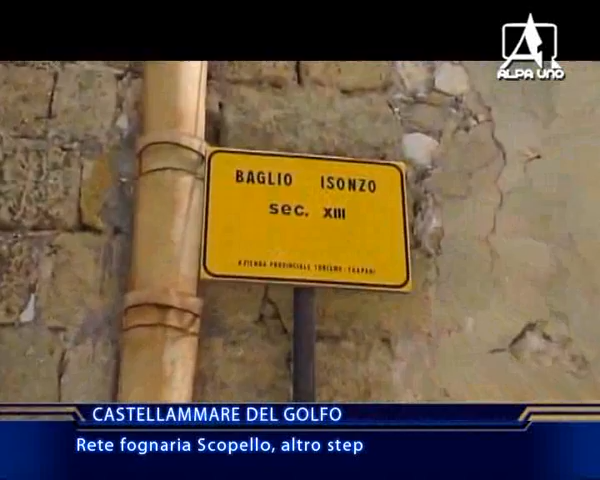 ALPA UNO
BAGLIO ISONZO
sec. XIII
AZIENDA PROVINCIALE TURISMO - TRAPANI
CASTELLAMMARE DEL GOLFO
Rete fognaria Scopello, altro step